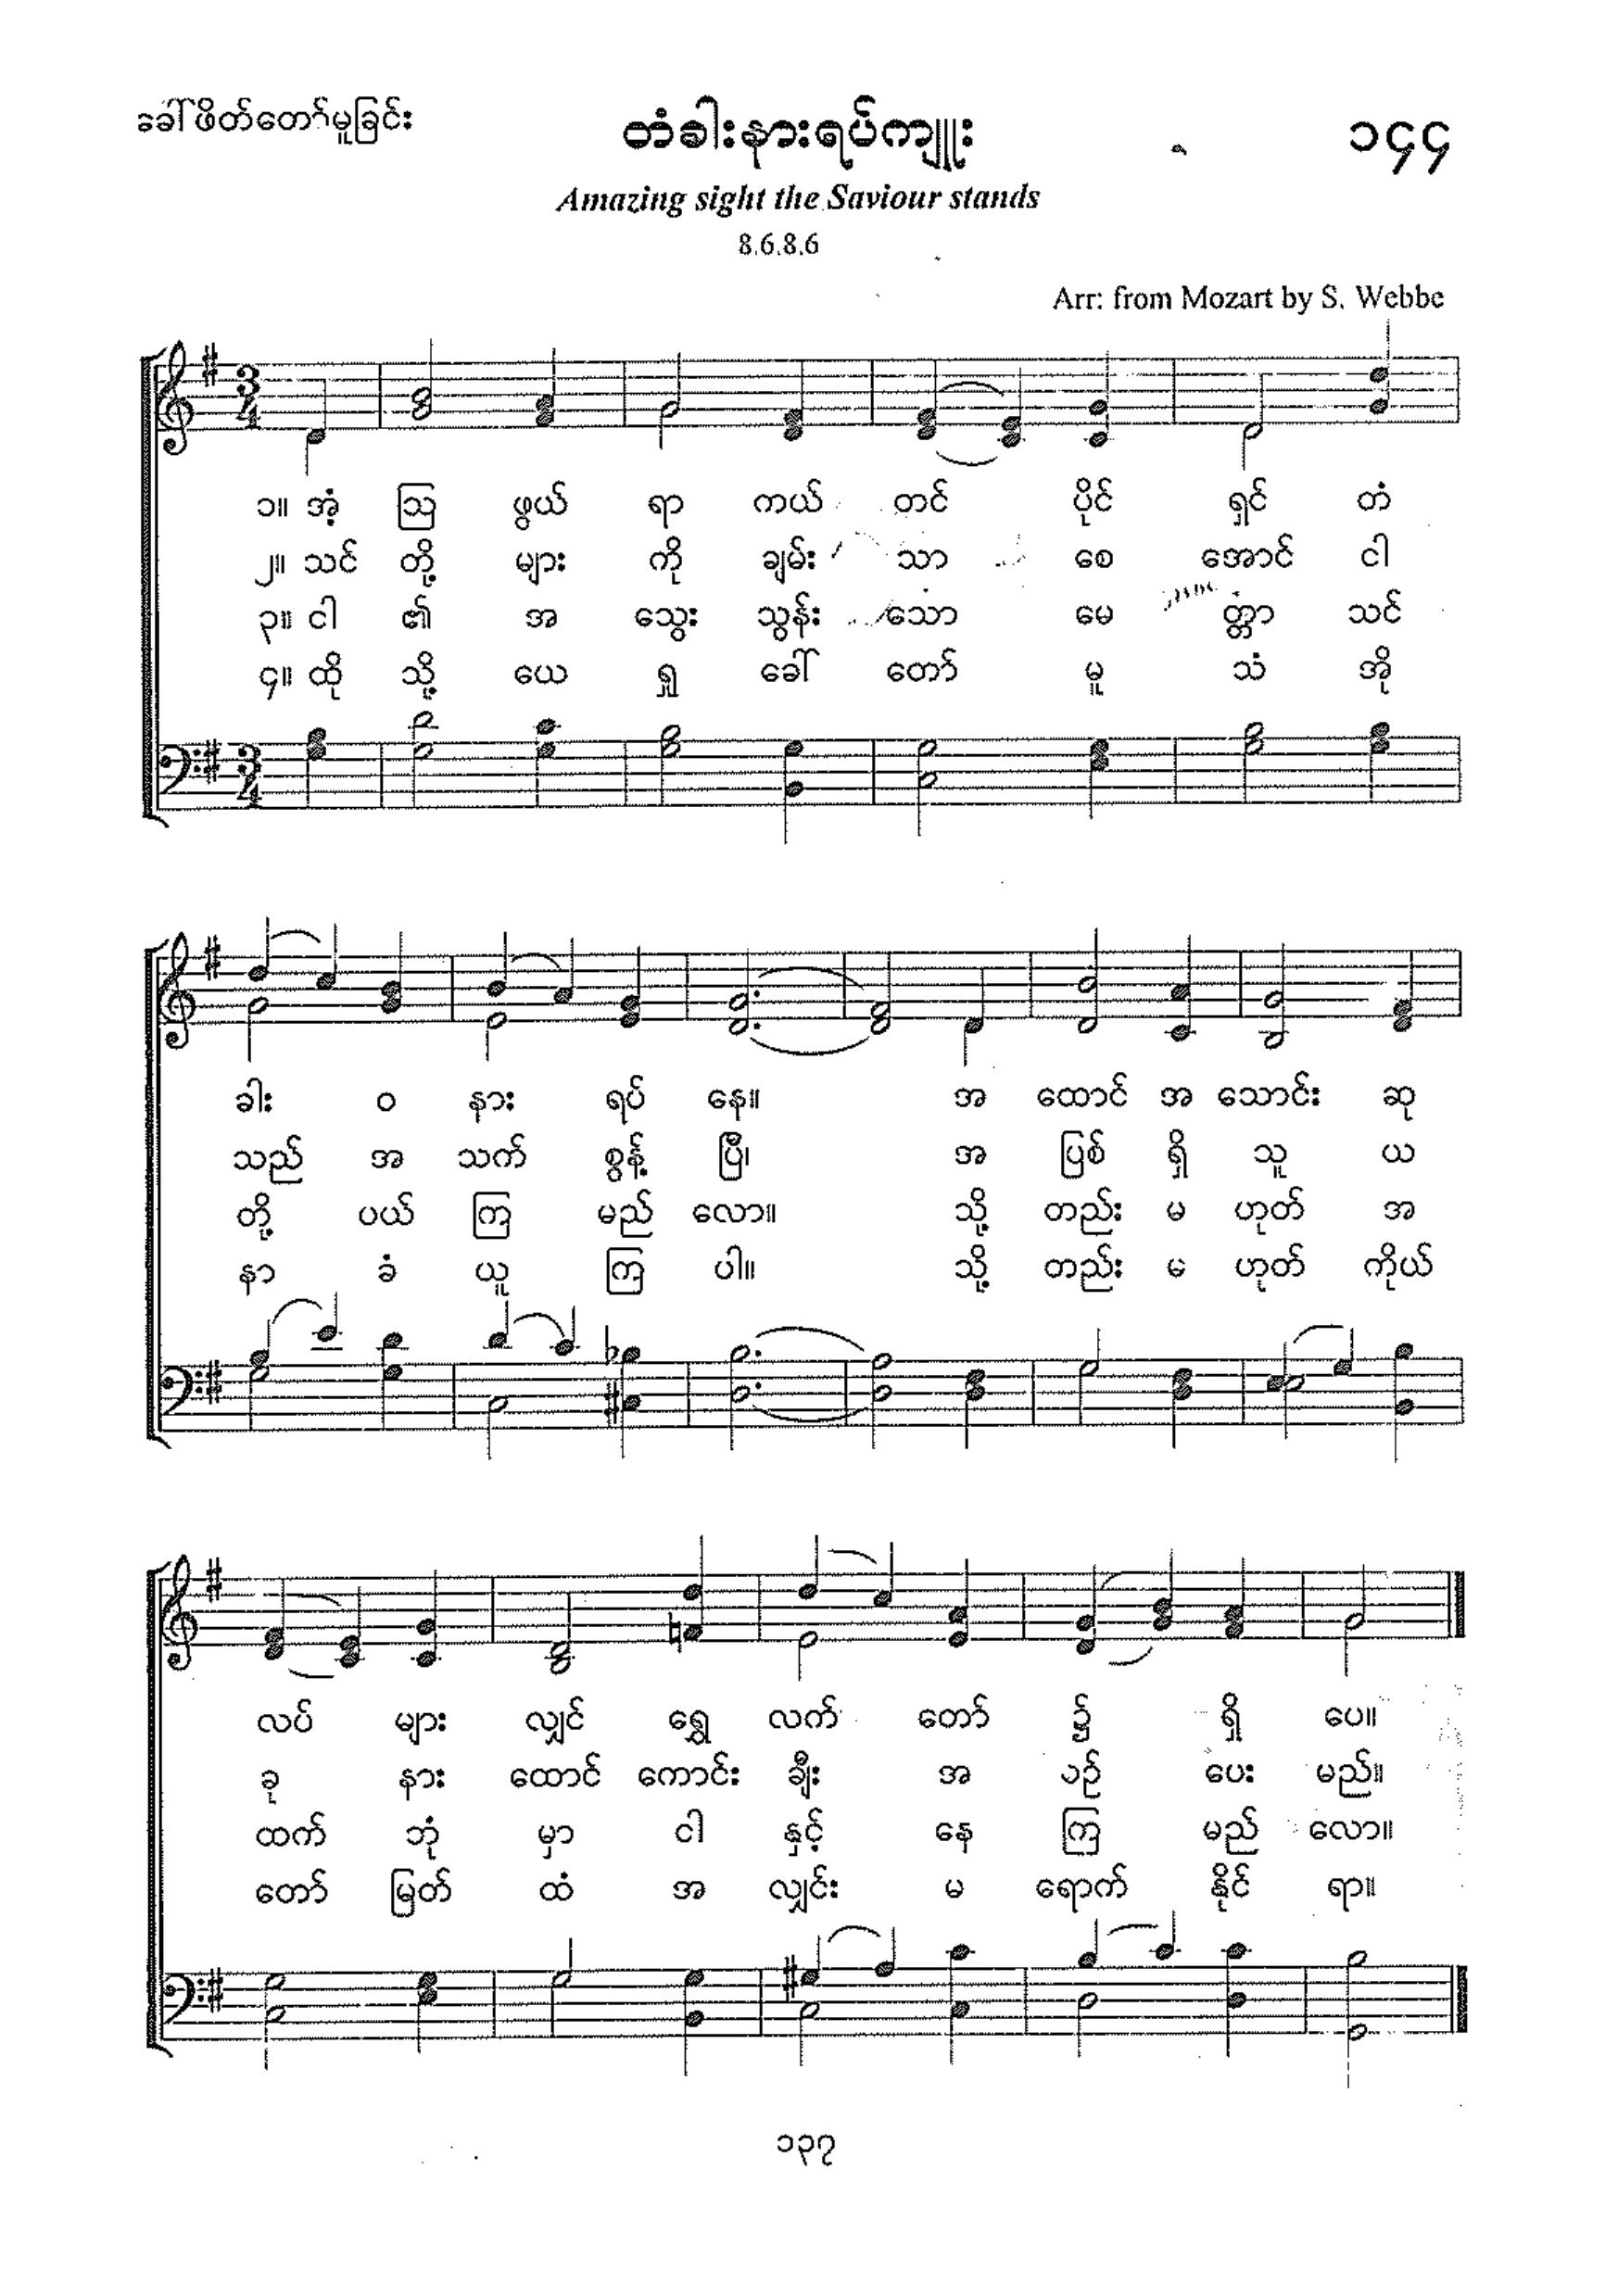 ခေါ်ဖိတ်တော်မူခြင်း
တံခါးနားရပ်ကျူး
၁၄၄
Amazing sight the Saviour stands
8.6.8.6
Arr: from Mozart by S. Webbe
၁။ အံ့ ဩ ဖွယ် ရာ ကယ် တင် ပိုင် ရှင် တံ
၂။ သင် တို့ များ ကို ချမ်း သာ စေ အောင် ငါ
၃။ ငါ ၏ အ သွေး သွန်း သော မေ တ္တာ သင်
၄။ ထို သို့ ယေ ရှု ခေါ် တော် မူ သံ အို
ခါး ဝ နား ရပ် နေ။ အ ထောင် အ သောင်း ဆု
သည် အ သက် စွန့် ပြီ၊ အ ပြစ် ရှိ သူ ယ
တို့ ပယ် ကြ မည် လော။ သို့ တည်း မ ဟုတ် အ
နာ ခံ ယူ ကြ ပါ။ သို့ တည်း မ ဟုတ် ကိုယ်
လပ် များ လျှင် ရွှေ လက် တော် ၌ ရှိ ပေ။
ခု နား ထောင် ကောင်း ချီး အ ပေး မည်။
ထက် ဘုံ မှာ ငါ နှင့် နေ ကြ မည် လော။
တော် မြတ် ထံ အ လျှင်း မ ရောက် နိုင် ရာ။
၁၃၇